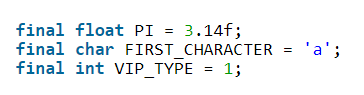 final float PI = 3.14f;
final char FIRST_CHARACTER = 'a';
final int VIP_TYPE = 1;